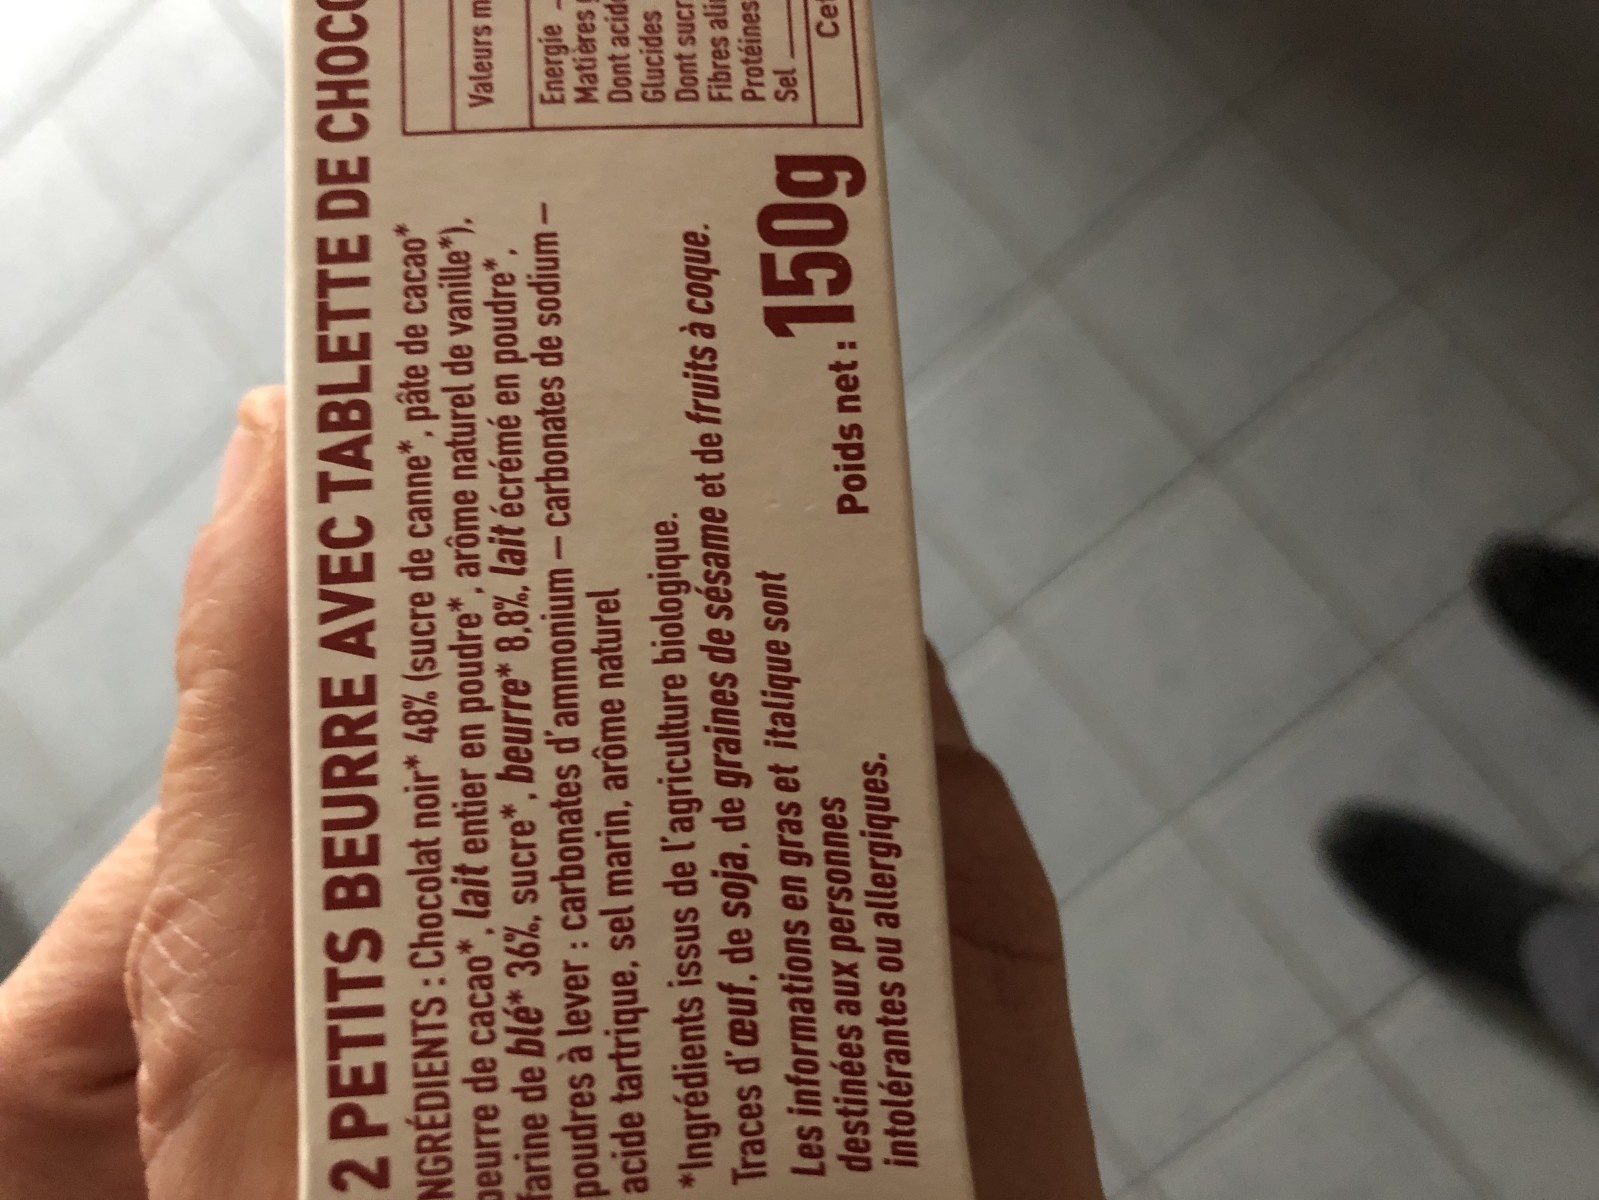 2 PETITS BEURRE AVEC TABLETTE DE CHOCO
NGRÉDIENTS : Chocolat noir* 48% (sucre de canne*, pâte de cacao*
beurre de cacao*, lait entier en poudre*, arôme naturel de vanille*),
farine de blé* 36%, sucre*, beurre* 8,8%, lait écrémé en poudre*,
poudres à lever : carbonates d'ammonium – carbonates de sodium –
acide tartrique, sel marin, arôme naturel
*Ingrédients issus de l'agriculture biologique.
Traces d'œuf, de soja, de graines de sésame et de fruits à coque.
Les informations en gras et italique sont
destinées aux personnes
intolérantes ou allergiques.
Poids net : 150g
Valeurs m
Energie
Matières
Dont acid
Glucides
Dont sucr
Fibres ali
Protéines
Sel
Cet